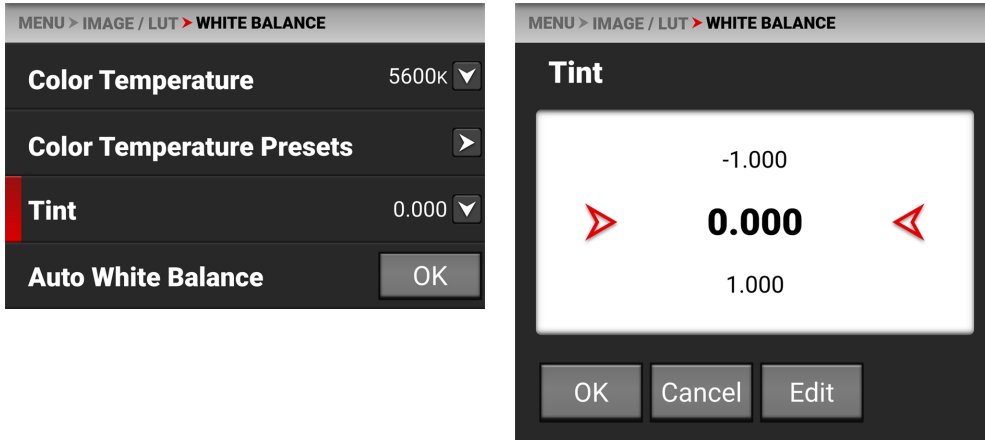 MENU > IMAGE / LUT > WHITE BALANCE
Color Temperature 5600K
Color Temperature Presets
Tint 0.000
Auto White Balance OK
MENU > IMAGE / LUT > WHITE BALANCE
Tint
-1.000
0.000
1.000
OK Cancel Edit